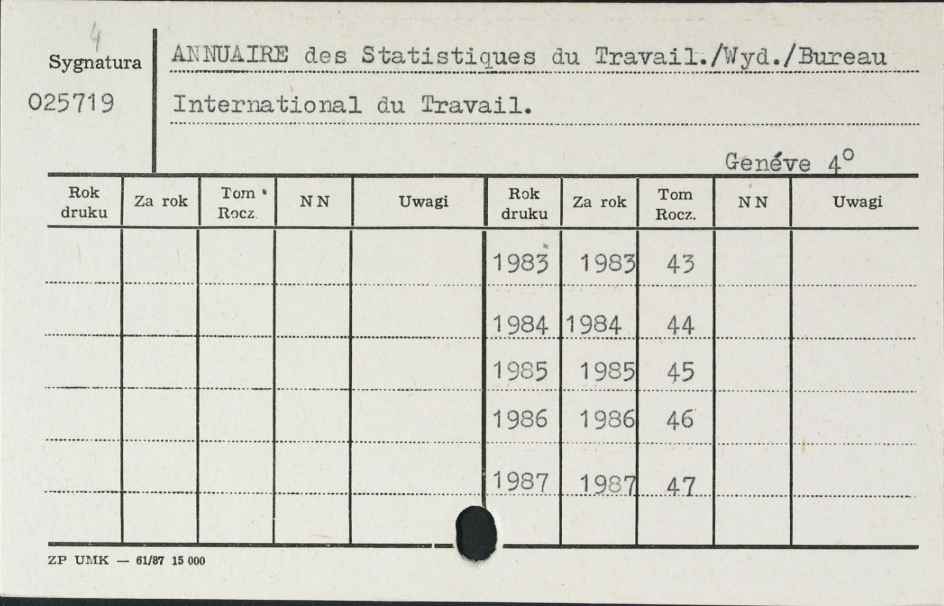 4
Sygnatura
025719
ANNUAIRE des Statistiques du Travail./Wyd./Bureau
International du Travail.
Genéve 4°
Rok druku Za rok Tom Rocz. NN Uwagi Rok druku Za rok Tom Rocz. NN Uwagi
1983 1983 43
1984 1984 44
1985 1985 45
1986 1986 46
1987 1987 47
ZP UMK — 61/87 15 000